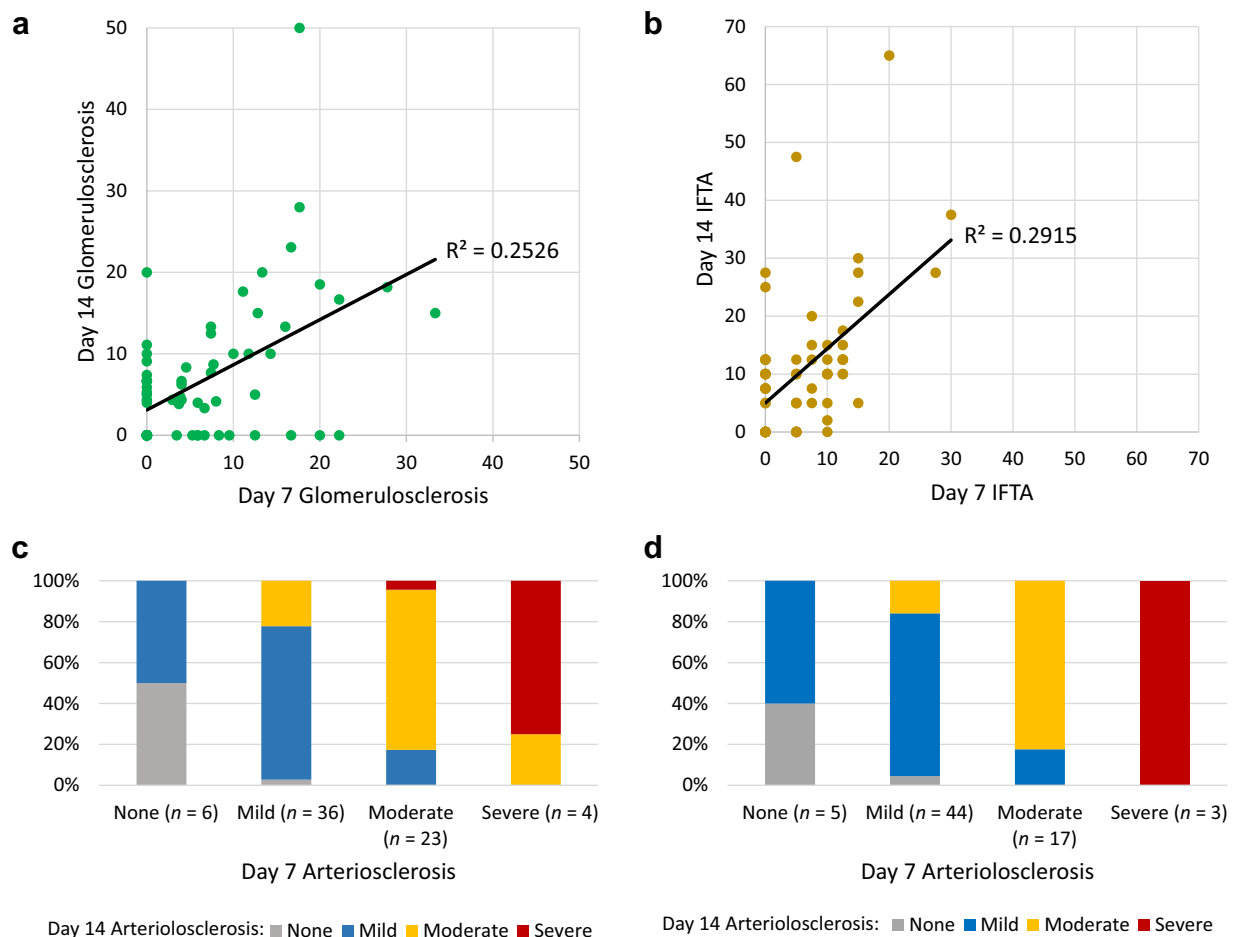 a
50
40
30
20
10
0
Day 14 Glomerulosclerosis
R² = 0.2526
0 10 20 30 40 50
Day 7 Glomerulosclerosis
b
70
60
50
40
30
20
10
0
Day 14 IFTA
R² = 0.2915
0 10 20 30 40 50 60 70
Day 7 IFTA
c
100%
80%
60%
40%
20%
0%
None (n = 6) Mild (n = 36) Moderate (n = 23) Severe (n = 4)
Day 7 Arteriosclerosis
Day 14 Arteriolosclerosis: None Mild Moderate Severe
d
100%
80%
60%
40%
20%
0%
None (n = 5) Mild (n = 44) Moderate (n = 17) Severe (n = 3)
Day 7 Arteriolosclerosis
Day 14 Arteriolosclerosis: None Mild Moderate Severe